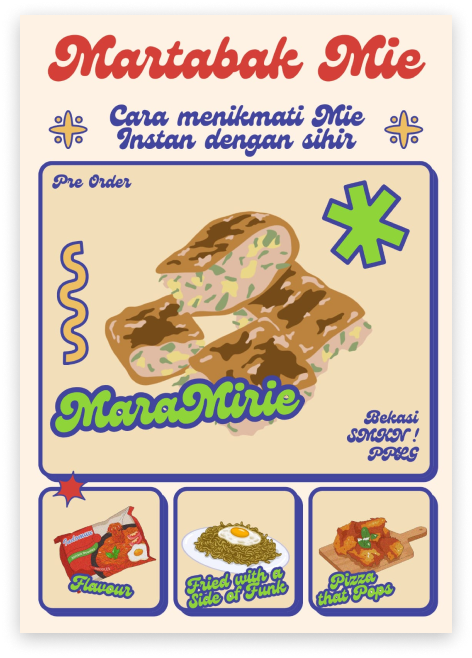 Martabak Mie
Cara menikmati Mie
Instan dengan sihir
Pre Order
MaraMirie
Bekasi
SMKN !
PPLG
Indomie
Flavour
Fried with a
Side of Funk
Pizza
that Pops